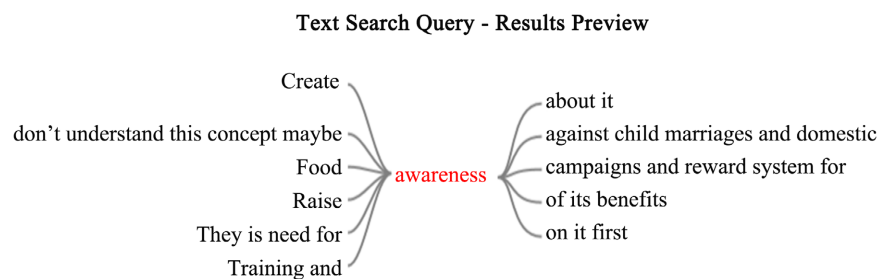 Text Search Query - Results Preview
Create
don’t understand this concept maybe
Food
Raise
They is need for
Training and
awareness
about it
against child marriages and domestic
campaigns and reward system for
of its benefits
on it first